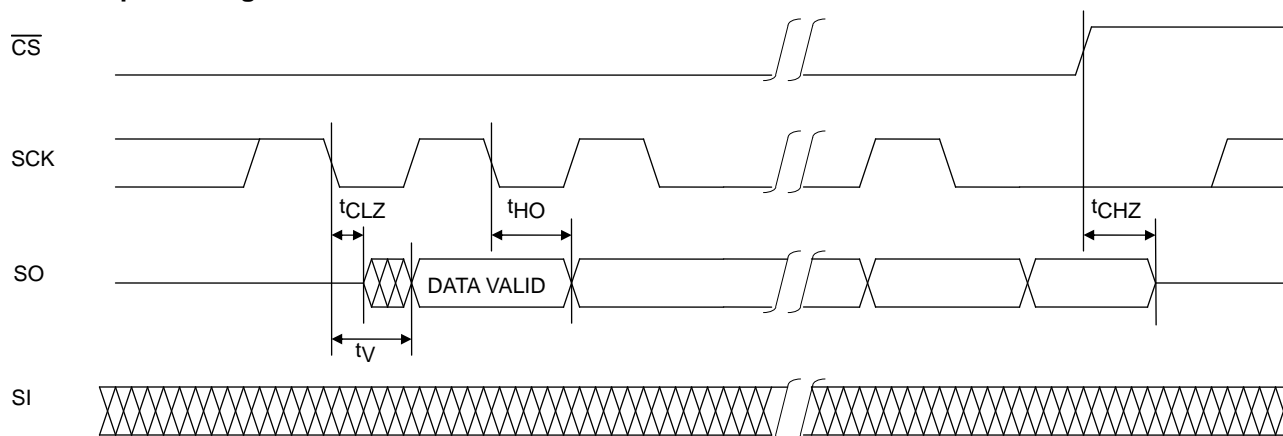 CS
SCK
tCLZ
tHO
tCHZ
SO
DATA VALID
tV
SI